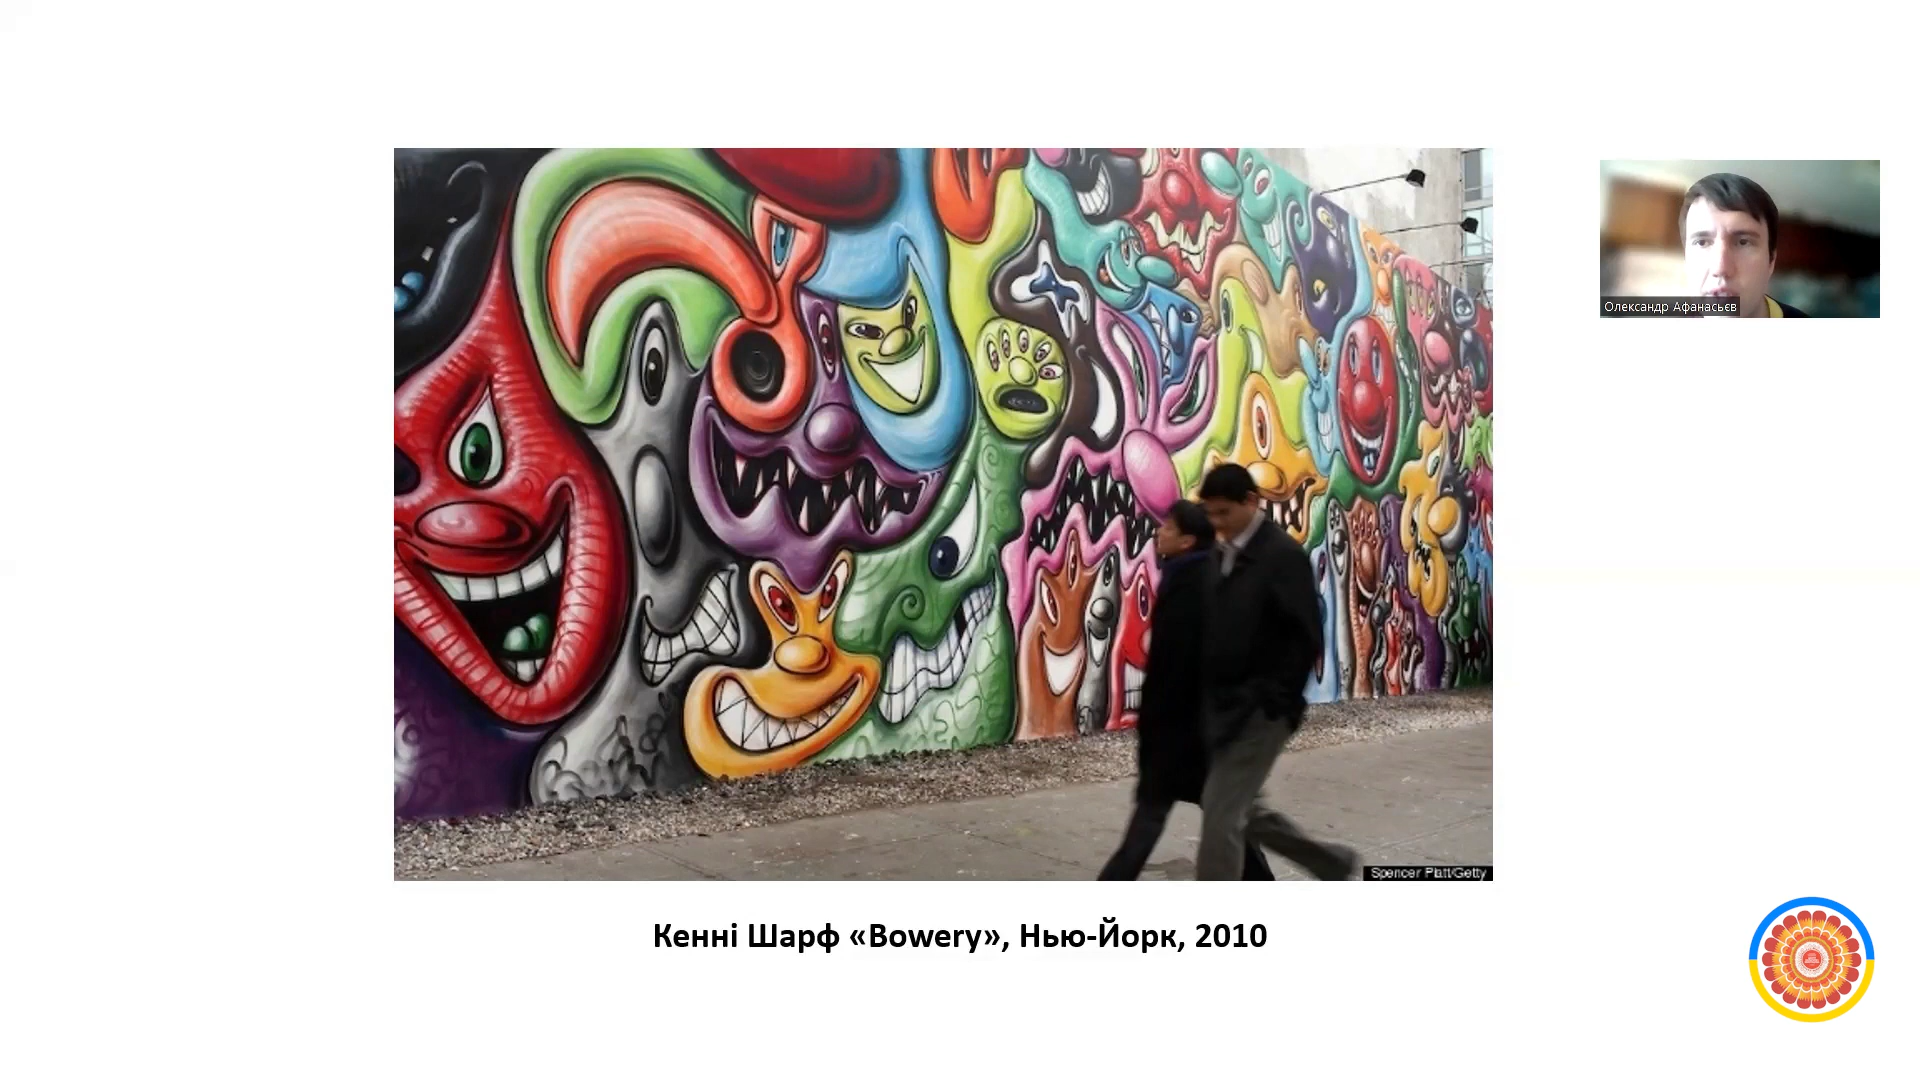 Олександр Афанасьєв
Spencer Platt/Getty
Кенні Шарф «Bowery», Нью-Йорк, 2010